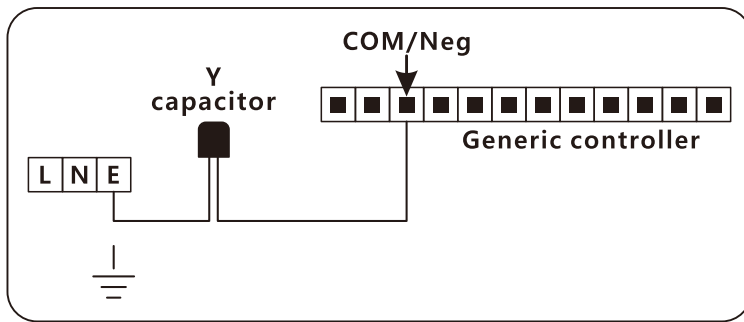 COM/Neg
Y
capacitor
Generic controller
L N E